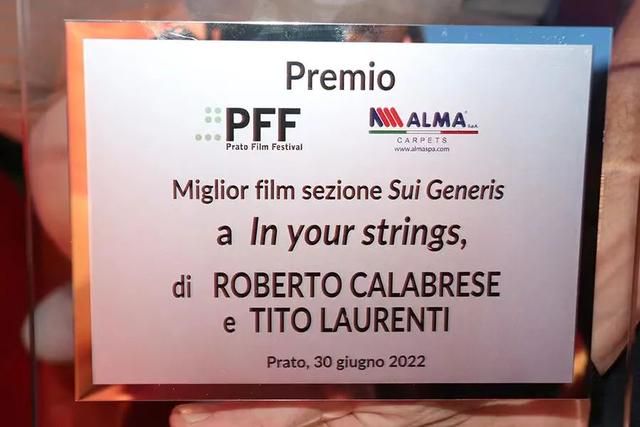 Premio
PFF
Prato Film Festival
ALMA S.p.A.
CARPETS
www.almaspa.com
Miglior film sezione Sui Generis
a In your strings,
di ROBERTO CALABRESE
e TITO LAURENTI
Prato, 30 giugno 2022